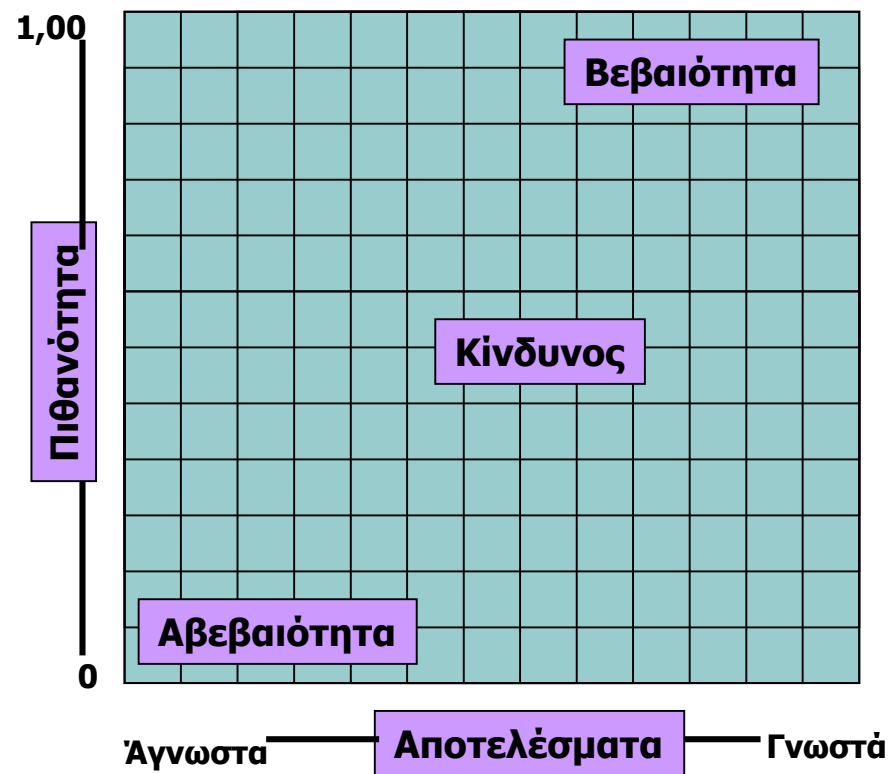 1,00
Βεβαιότητα
Πιθανότητα
Κίνδυνος
Αβεβαιότητα
0
Άγνωστα
Αποτελέσματα
Γνωστά